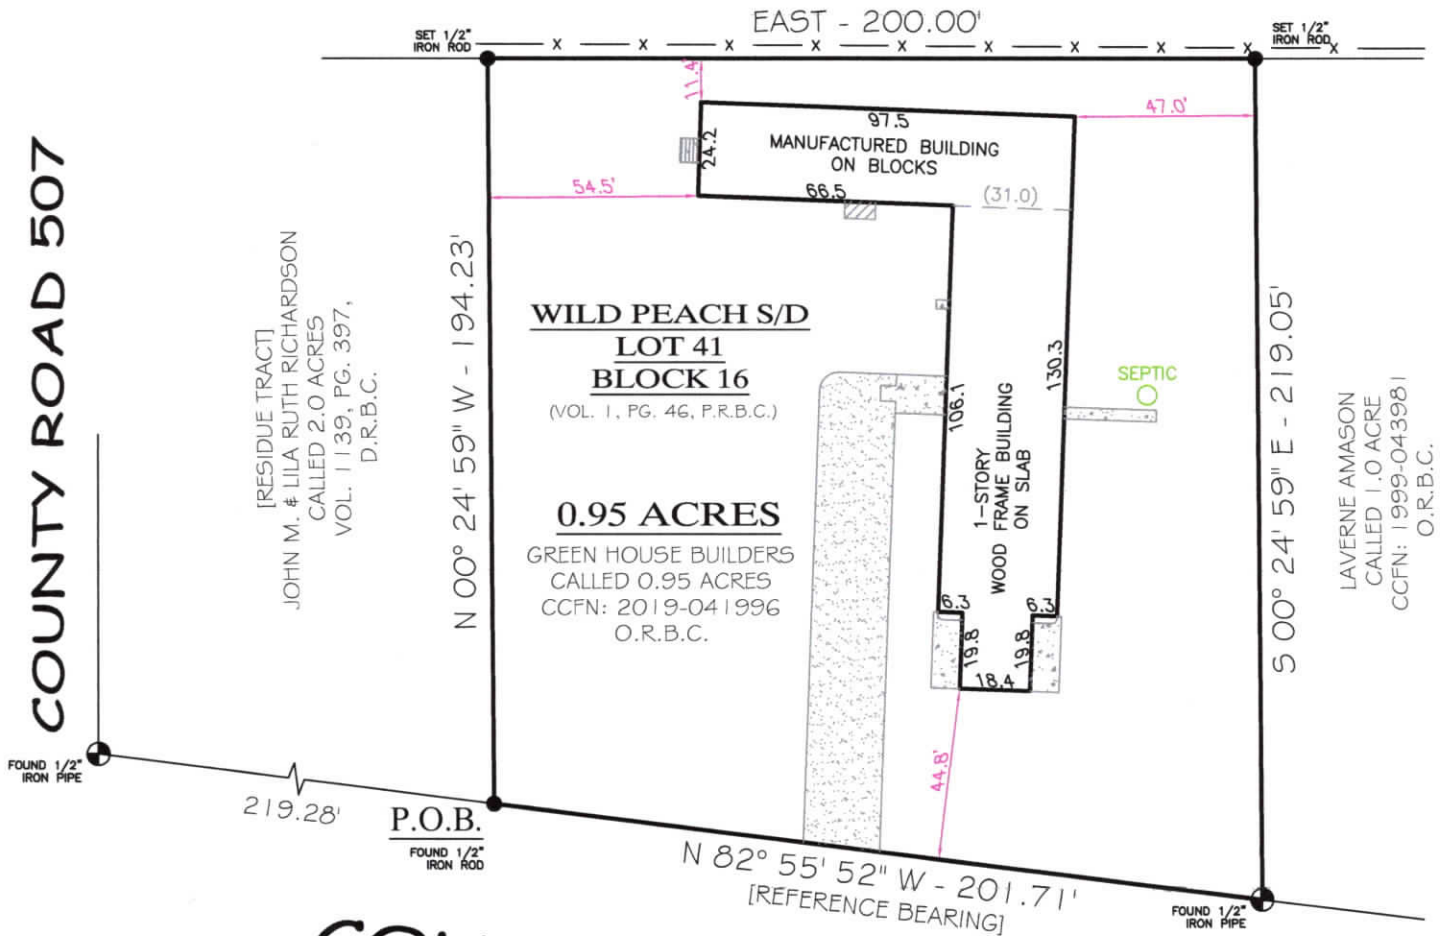 EAST - 200.00'
SET 1/2"
IRON ROD
X X X X X X X X X X
SET 1/2"
IRON ROD
11.4'
97.5
47.0'
24.2
MANUFACTURED BUILDING
ON BLOCKS
54.5'
66.5
(31.0)
COUNTY ROAD 507
[RESIDUE TRACT]
JOHN M. & LILA RUTH RICHARDSON
CALLED 2.0 ACRES
VOL. 1139, PG. 397,
D.R.B.C.
N 00° 24' 59" W - 194.23'
WILD PEACH S/D
LOT 41
BLOCK 16
(VOL. 1, PG. 46, P.R.B.C.)
0.95 ACRES
GREEN HOUSE BUILDERS
CALLED 0.95 ACRES
CCFN: 2019-041996
O.R.B.C.
106.1
130.3
1-STORY
WOOD FRAME BUILDING
ON SLAB
SEPTIC
S 00° 24' 59" E - 219.05'
LAVERNE AMASON
CALLED 1.0 ACRE
CCFN: 1999-043981
O.R.B.C.
6.3
6.3
19.8
19.8
18.4
44.8'
FOUND 1/2"
IRON PIPE
219.28'
P.O.B.
FOUND 1/2"
IRON ROD
N 82° 55' 52" W - 201.71'
[REFERENCE BEARING]
FOUND 1/2"
IRON PIPE